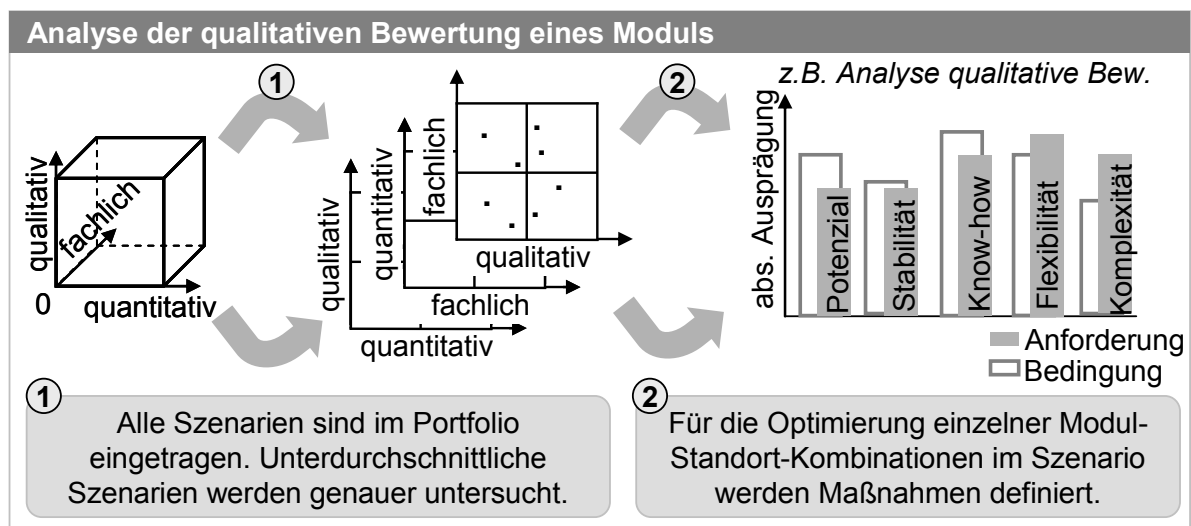 Analyse der qualitativen Bewertung eines Moduls
1
2
z.B. Analyse qualitative Bew.
qualitativ
fachlich
0
quantitativ
qualitativ
quantitativ
quantitativ
fachlich
fachlich
qualitativ
abs. Ausprägung
Potenzial
Stabilität
Know-how
Flexibilität
Komplexität
Anforderung
Bedingung
1
Alle Szenarien sind im Portfolio
eingetragen. Unterdurchschnittliche
Szenarien werden genauer untersucht.
2
Für die Optimierung einzelner Modul-
Standort-Kombinationen im Szenario
werden Maßnahmen definiert.